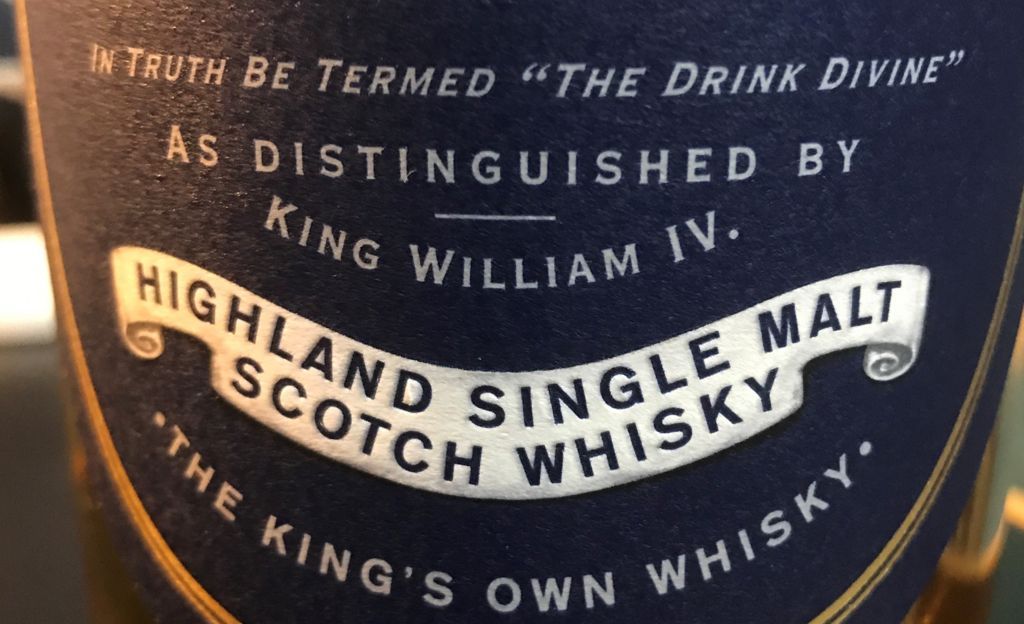 IN TRUTH BE TERMED “THE DRINK DIVINE”
AS DISTINGUISHED BY
KING WILLIAM IV.
HIGHLAND SINGLE MALT
SCOTCH WHISKY
• THE KING'S OWN WHISKY •